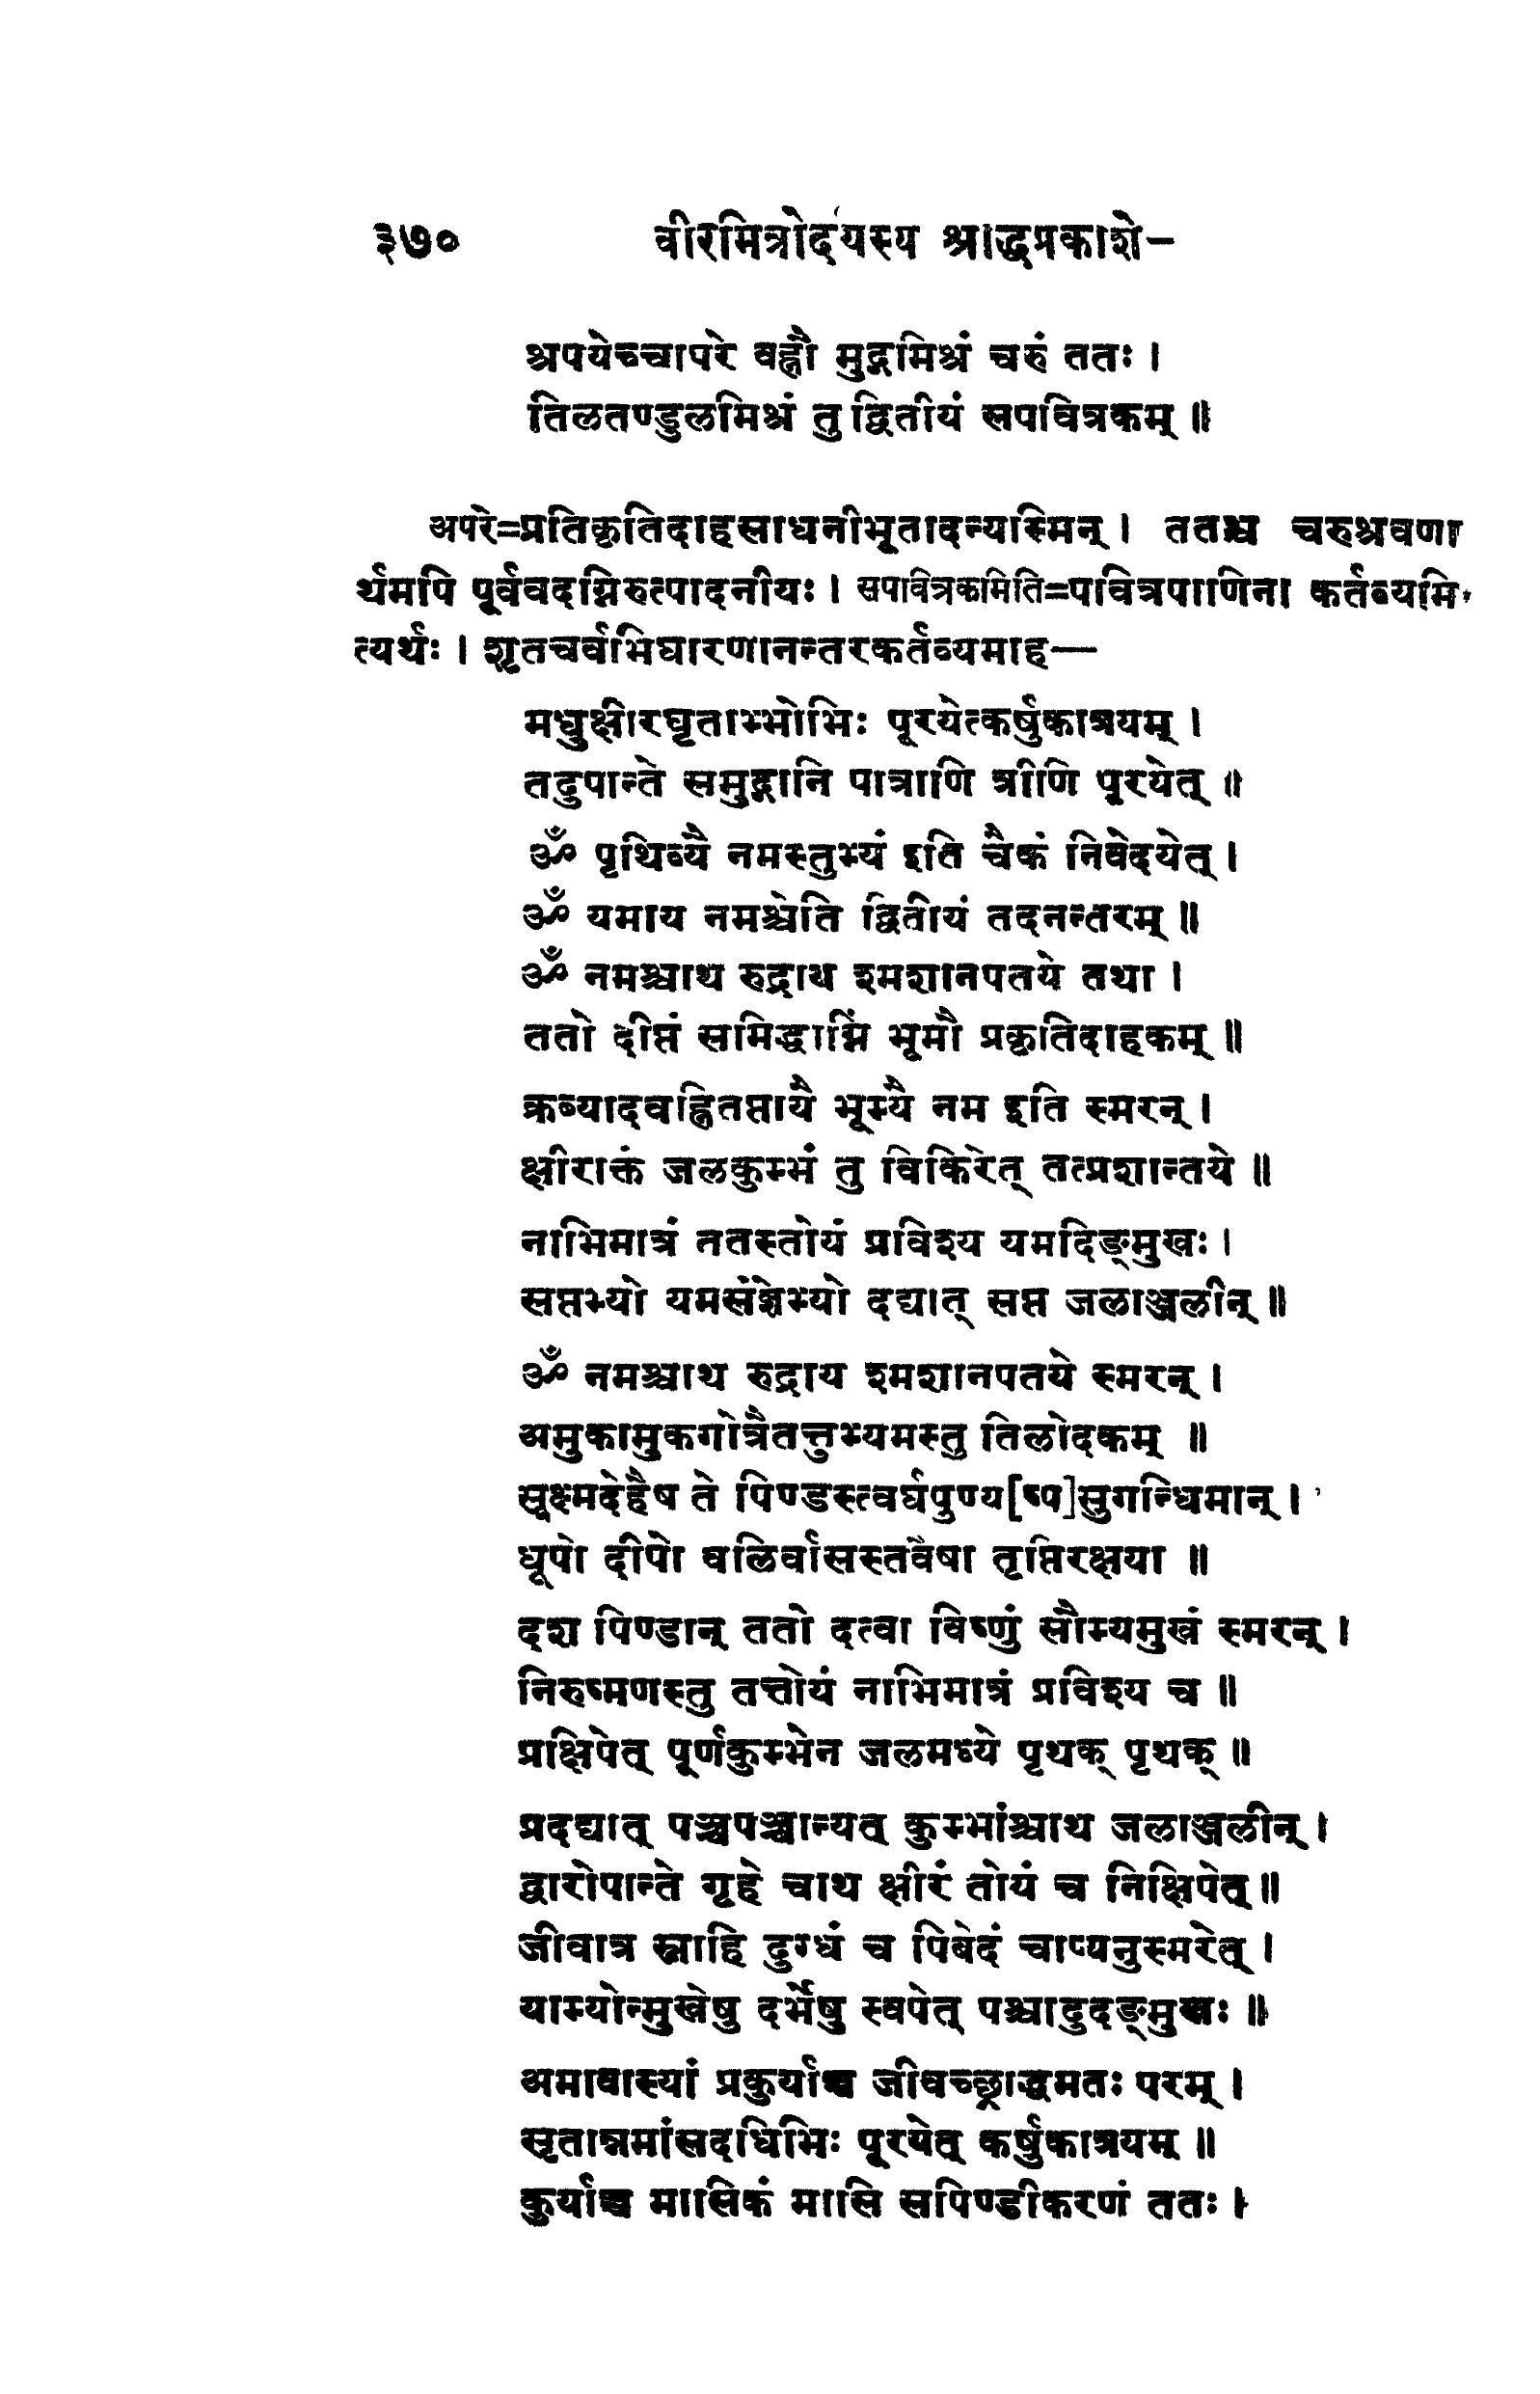 ३७० वीरमित्रोदयस्य श्राद्धप्रकाशे-
श्रपयेच्चापरे वह्नौ मुद्गमिश्रं चरुं ततः ।
तिलतण्डुलमिश्रं तु द्वितीयं सपवित्रकम् ॥
अपरे=प्रतिकृतिदाहसाधनीभूतादन्यस्मिन् । ततश्च चरुश्रवणा
र्थमपि पूर्ववदग्निरुत्पादनीयः । सपवित्रकमिति=पवित्रपाणिना कर्तव्यमि-
त्यर्थः । शृतचर्वभिघारणानन्तरकर्तव्यमाह—
मधुक्षीरघृताम्भोभिः पूरयेत्कर्षुकात्रयम् ।
तदुपान्ते समुद्गानि पात्राणि त्रीणि पूरयेत् ॥
ॐ पृथिव्यै नमस्तुभ्यं इति चैकं निवेदयेत् ।
ॐ यमाय नमश्चेति द्वितीयं तदनन्तरम् ॥
ॐ नमश्चाथ रुद्राय श्मशानपतये तथा ।
ततो दीप्तं समिद्धाग्निं भूमौ प्रकृतिदाहकम् ॥
क्रव्यादवह्नितप्तायै भूम्यै नम इति स्मरन् ।
क्षीराक्तं जलकुम्भं तु विकिरेत् तत्प्रशान्तये ॥
नाभिमात्रं ततस्तोयं प्रविश्य यमदिङ्मुखः ।
सप्तभ्यो यमसंज्ञेभ्यो दद्यात् सप्त जलाञ्जलीन् ॥
ॐ नमश्चाथ रुद्राय श्मशानपतये स्मरन् ।
अमुकामुकगोत्रैतत्तुभ्यमस्तु तिलोदकम् ॥
सूक्ष्मदेहैष ते पिण्डस्त्वर्घपुण्य[ष्प]सुगन्धिमान् ।
धूपो दीपो बलिर्वासस्तवैषा तृप्तिरक्षया ॥
दश पिण्डान् ततो दत्वा विष्णुं सौम्यमुखं स्मरन् ।
निरुष्मणस्तु तत्तोयं नाभिमात्रं प्रविश्य च ॥
प्रक्षिपेत् पूर्णकुम्भेन जलमध्ये पृथक् पृथक् ॥
प्रदद्यात् पञ्चपञ्चान्यत् कुम्भांश्चाथ जलाञ्जलीन् ।
द्वारोपान्ते गृहे चाथ क्षीरं तोयं च निक्षिपेत् ॥
जीवात्र स्नाहि दुग्धं च पिबेदं चाप्यनुस्मरेत् ।
याम्योन्मुखेषु दर्भेषु स्वपेत् पश्चादुदङ्मुखः ॥
अमावास्यां प्रकुर्याच्च जीवच्छ्राद्धमतः परम् ।
सृतान्नमांसदधिभिः पूरयेत् कर्षुकात्रयम् ॥
कुर्याच्च मासिकं मासि सपिण्डीकरणं ततः ।